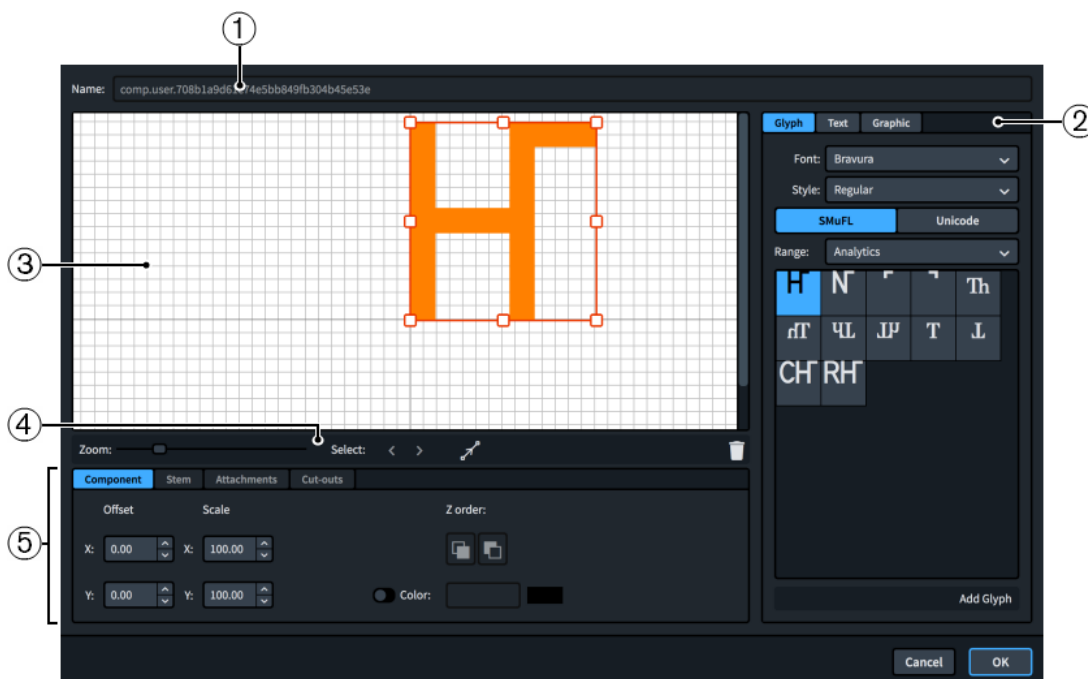 1
Name: comp.user.708b1a9d61 74e5bb849fb304b45e53e
Glyph Text Graphic
2
Font: Bravura
Style: Regular
SMuFL Unicode
3
Range: Analytics
H N Th
T
CH RH
4
Zoom: Select:
Component Stem Attachments Cut-outs
Offset Scale Z order:
5
X: 0.00 X: 100.00
Y: 0.00 Y: 100.00 Color:
Add Glyph
Cancel OK